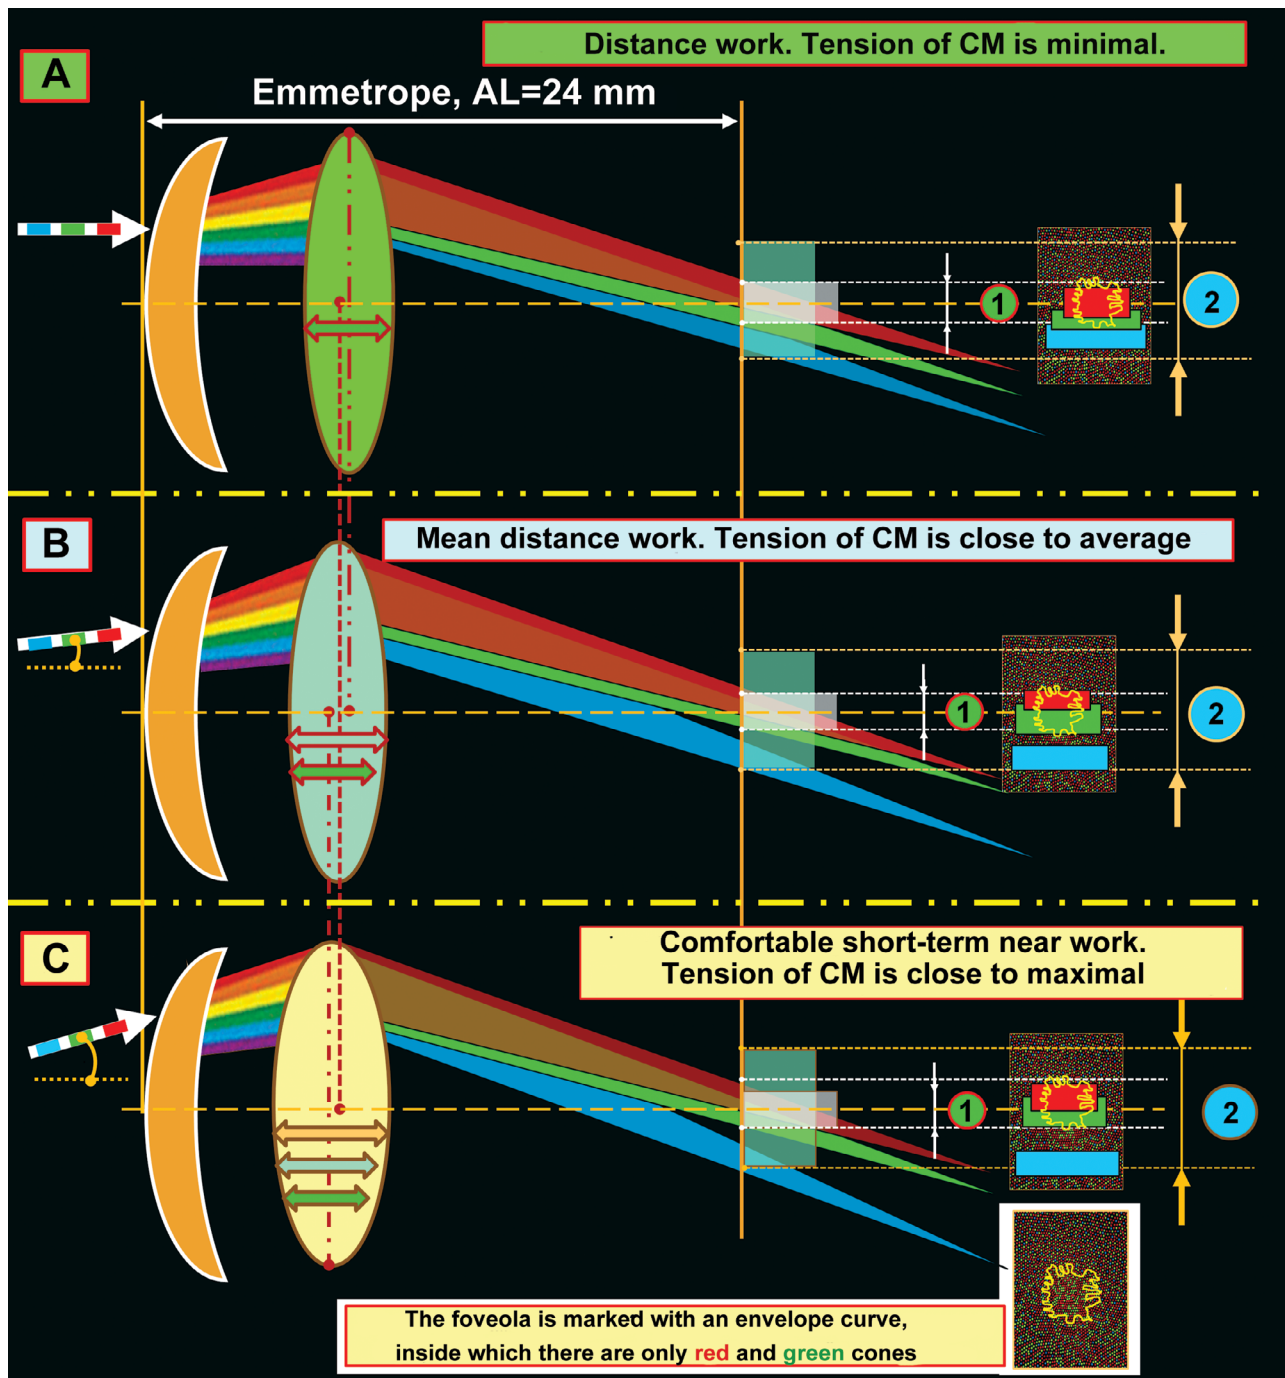 A
Distance work. Tension of CM is minimal.
Emmetrope, AL=24 mm
1
2
B
Mean distance work. Tension of CM is close to average
1
2
C
Comfortable short-term near work.
Tension of CM is close to maximal
1
2
The foveola is marked with an envelope curve,
inside which there are only red and green cones